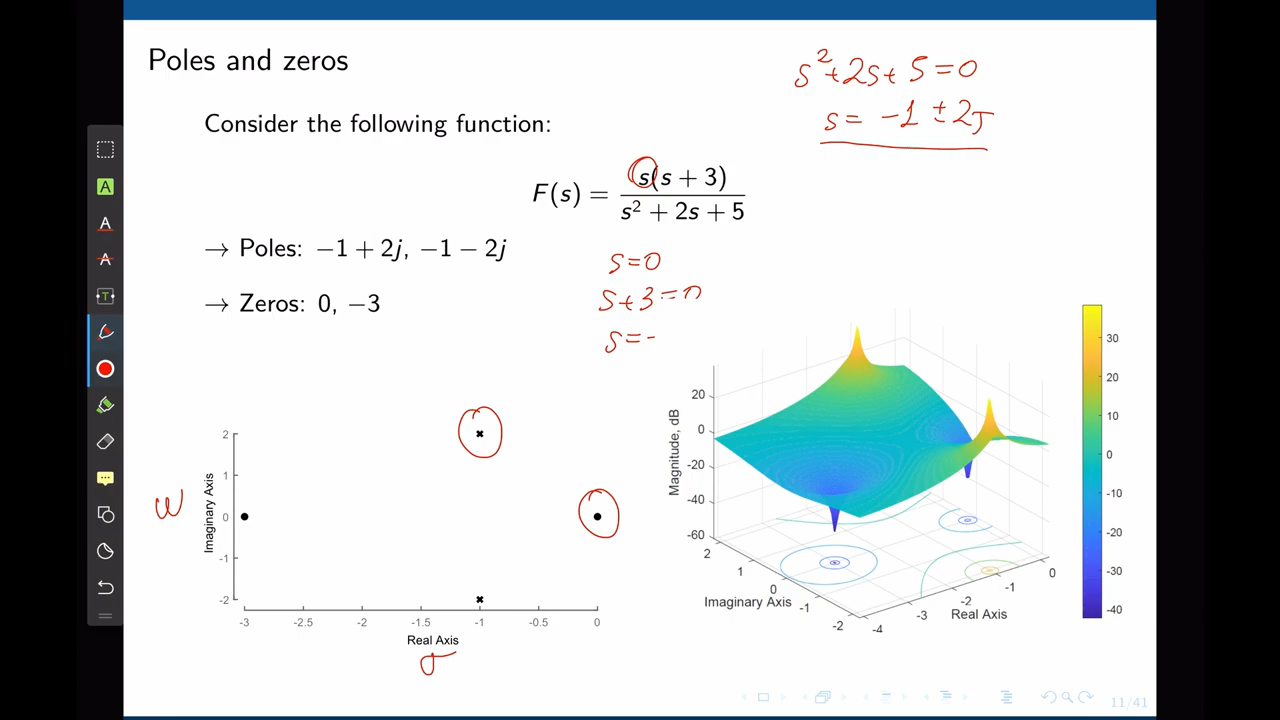 Poles and zeros
s² + 2s + 5 = 0
s = -1 ± 2j
Consider the following function:
F(s) = s(s + 3) / s² + 2s + 5
→ Poles: −1 + 2j, −1 − 2j
→ Zeros: 0, −3
s=0
s+3=0
s=-
2
1
0
-1
-2
Imaginary Axis
ω
-3 -2.5 -2 -1.5 -1 -0.5 0
Real Axis
σ
20
0
-20
-40
-60
Magnitude, dB
2
1
0
-1
-2
Imaginary Axis
-4
-3
-2
-1
0
Real Axis
30
20
10
0
-10
-20
-30
-40
A
A
A
T
11/41